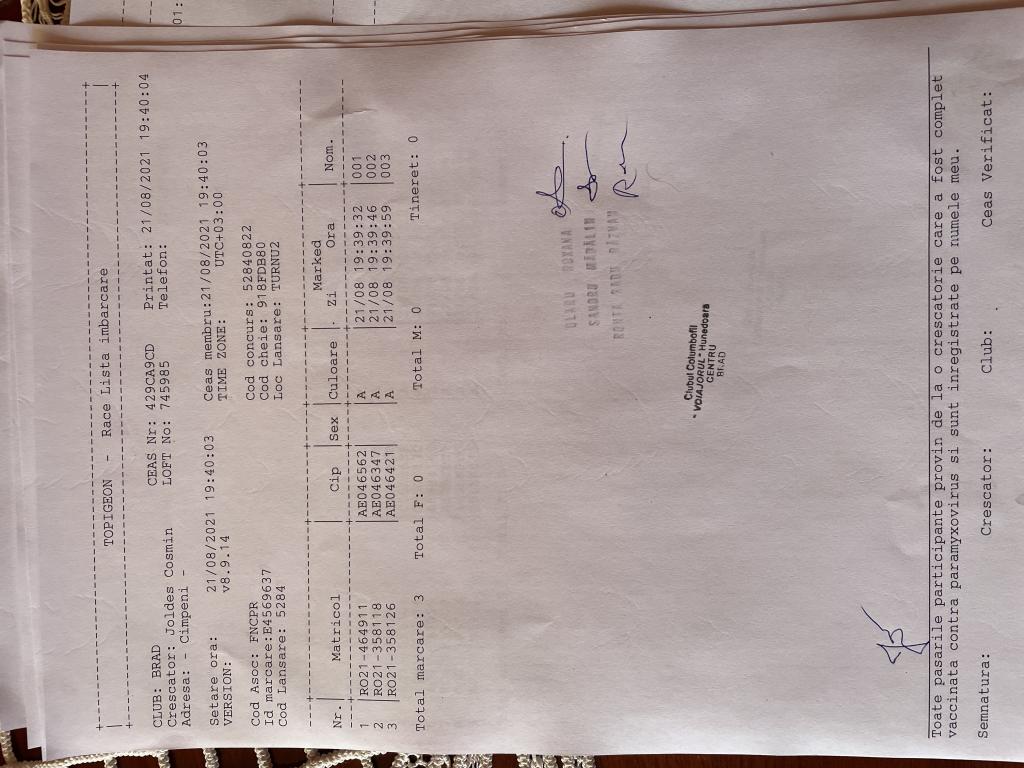 TOPIGEON - Race Lista imbarcare
CLUB: BRAD CEAS Nr: 429CA9CD Printat: 21/08/2021 19:40:04
Crescator: Joldes Cosmin LOFT No: 745985 Telefon:
Adresa: - Cimpeni -
Setare ora: 21/08/2021 19:40:03 Ceas membru:21/08/2021 19:40:03
VERSION: v8.9.14 TIME ZONE: UTC+03:00
Cod Asoc: FNCPR Cod concurs: 52840822
Id marcare:E4569637 Cod cheie: 918FDB80
Cod Lansare: 5284 Loc Lansare: TURNU2
Marked
Nr. Matricol Cip Sex Culoare . Zi Ora Nom.
1 RO21-464911 AE046562 A 21/08 19:39:32 001
2 RO21-358118 AE046347 A 21/08 19:39:46 002
3 RO21-358126 AE046421 A 21/08 19:39:59 003
Total marcare: 3 Total F: 0 Total M: 0 Tineret: 0
OLARU ROXANA
SANDRU MĂDĂLIN
Clubul Columbofil
"VOIAJORUL" Hunedoara
CENTRU
BRAD
Toate pasarile participante provin de la o crescatorie care a fost complet
vaccinata contra paramyxovirus si sunt inregistrate pe numele meu.
Semnatura: Crescator: Club: Ceas Verificat: